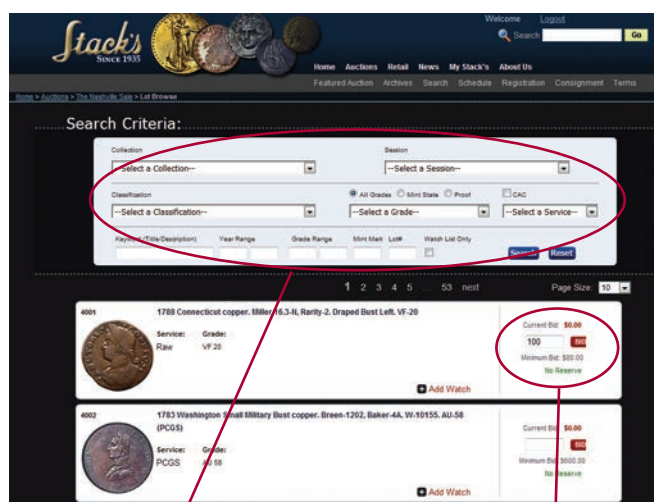 Stack's
SINCE 1935
Welcome Logout
Search Go
Home Auctions Retail News My Stack's About Us
Featured Auction Archives Search Schedule Registration Consignment Terms
Home > Auctions > The Nashville Sale > Lot Browse
Search Criteria:
Collection Session
--Select a Collection-- --Select a Session--
Classification All Grades Mint State Proof CAC
--Select a Classification-- --Select a Grade-- --Select a Service--
Keyword (Title/Description) Year Range Grade Range Mint Mark Lot# Watch List Only
Search Reset
1 2 3 4 5 ... 53 next Page Size: 10
4001 1788 Connecticut copper. Miller 16.3-N, Rarity-2. Draped Bust Left. VF-20
Service: Grade:
Raw VF 20
Current Bid: $0.00
100 BID
Minimum Bid: $80.00
No Reserve
Add Watch
4002 1783 Washington Small Military Bust copper. Breen-1202, Baker-4A. W-10155. AU-58
(PCGS)
Service: Grade:
PCGS AU 58
Current Bid: $0.00
BID
Minimum Bid: $600.00
No Reserve
Add Watch